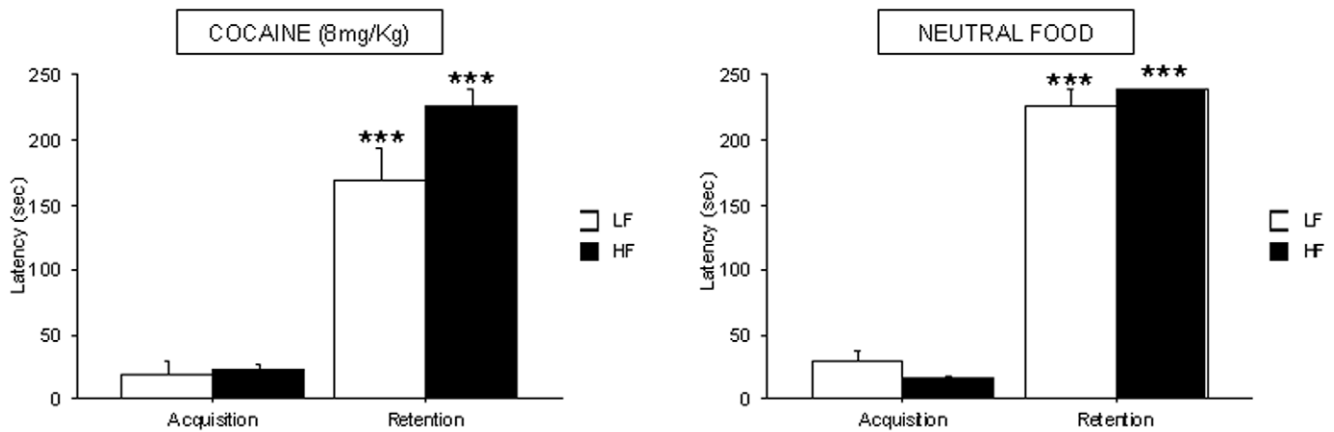 COCAINE (8mg/Kg)
250
200
150
100
50
0
Latency (sec)
***
***
Acquisition
Retention
LF
HF
NEUTRAL FOOD
250
200
150
100
50
0
Latency (sec)
***
***
Acquisition
Retention
LF
HF